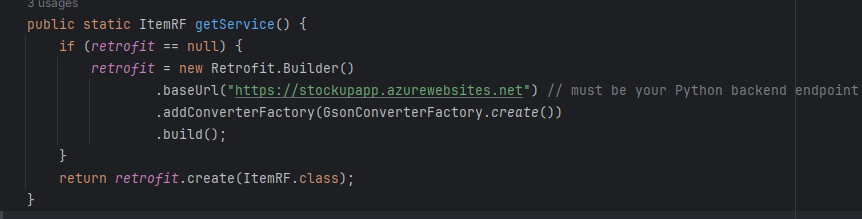 3 usages
public static ItemRF getService() {
if (retrofit == null) {
retrofit = new Retrofit.Builder()
.baseUrl("https://stockupapp.azurewebsites.net") // must be your Python backend endpoint
.addConverterFactory(GsonConverterFactory.create())
.build();
}
return retrofit.create(ItemRF.class);
}